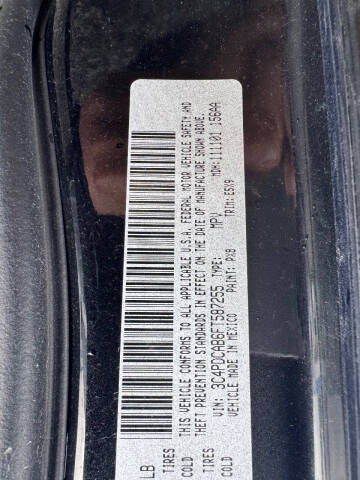 LB
TIRES
COLD
THIS VEHICLE CONFORMS TO ALL APPLICABLE U.S.A. FEDERAL MOTOR VEHICLE SAFETY AND
THEFT PREVENTION STANDARDS IN EFFECT ON THE DATE OF MANUFACTURE SHOWN ABOVE.
VIN: 3C4PDCAB6FT587255 TYPE: MPV MDH: 111101 156AA
VEHICLE MADE IN MEXICO PAINT: PXB TRIM: ESX9
TIRES
COLD